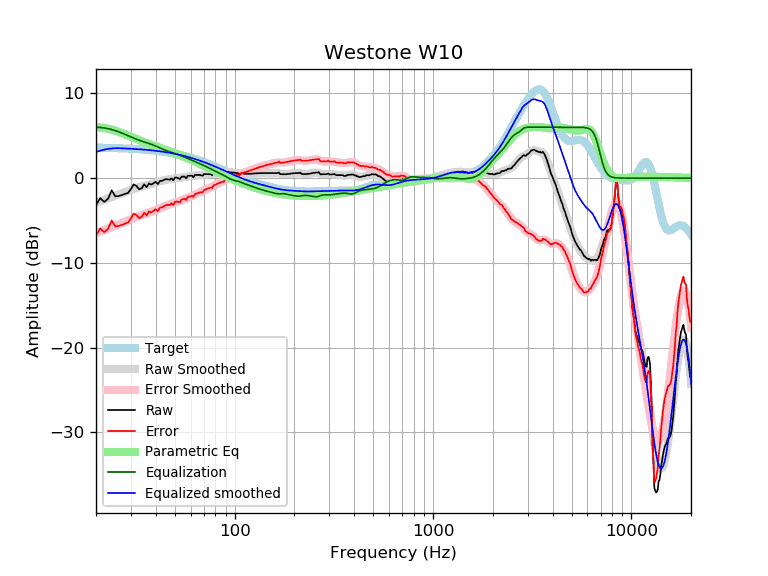 Westone W10
10
0
−10
−20
−30
Amplitude (dBr)
Target
Raw Smoothed
Error Smoothed
Raw
Error
Parametric Eq
Equalization
Equalized smoothed
100
1000
10000
Frequency (Hz)